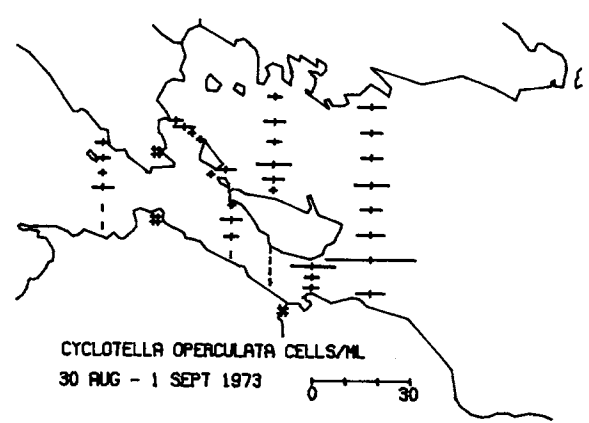 CYCLOTELLA OPERCULATA CELLS/ML
30 AUG - 1 SEPT 1973
0 30